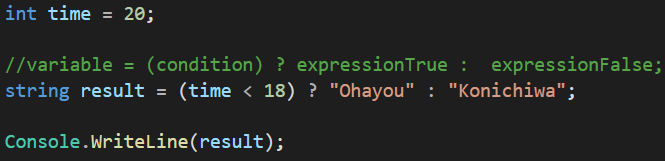 int time = 20;
//variable = (condition) ? expressionTrue :  expressionFalse;
string result = (time < 18) ? "Ohayou" : "Konichiwa";
Console.WriteLine(result);